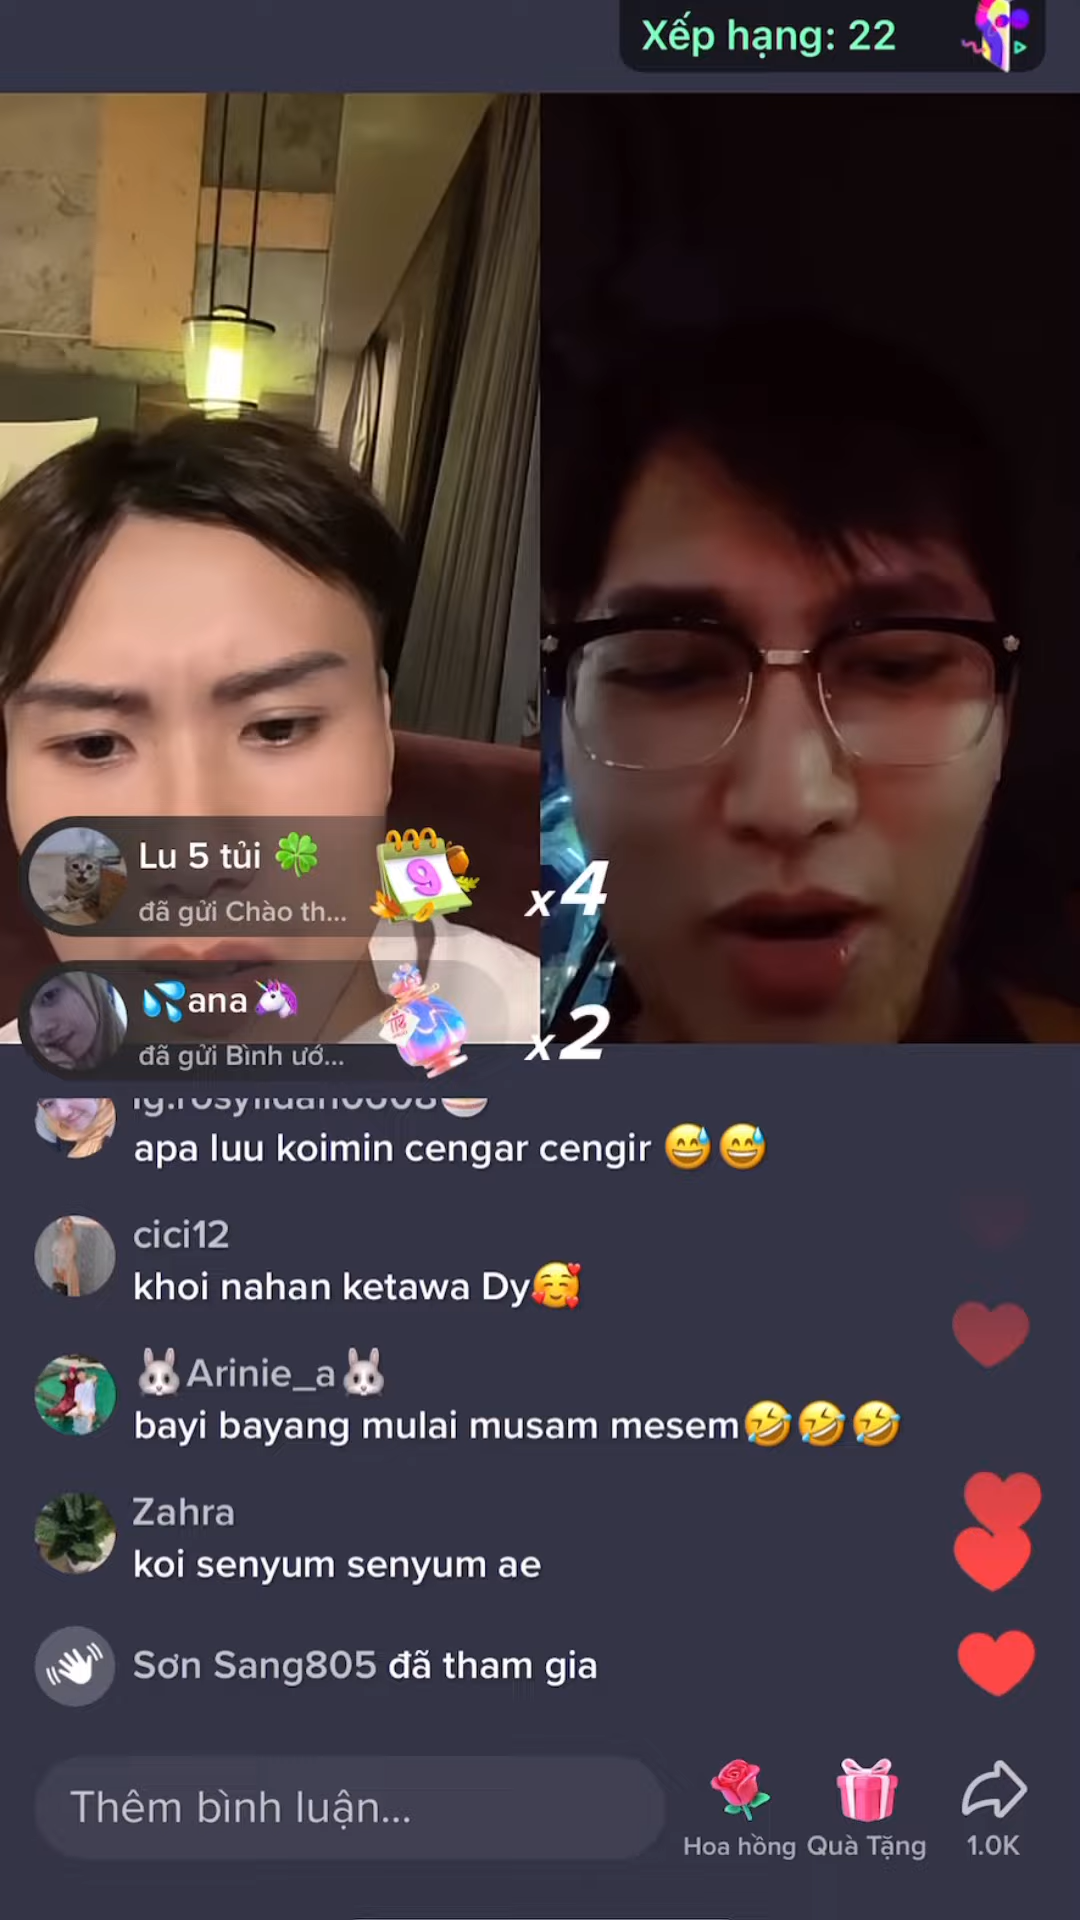 Xếp hạng: 22
Lu 5 túi 🍀
đã gửi Chào th...
9
x4
💦ana🦄
đã gửi Bình ướ...
x2
apa luu koimin cengar cengir 😅😅
cici12
khoi nahan ketawa Dy🥰
🐰Arinie_a🐰
bayi bayang mulai musam mesem🤣🤣🤣
Zahra
koi senyum senyum ae
Sơn Sang805 đã tham gia
Thêm bình luận...
Hoa hồng
Quà Tặng
1.0K